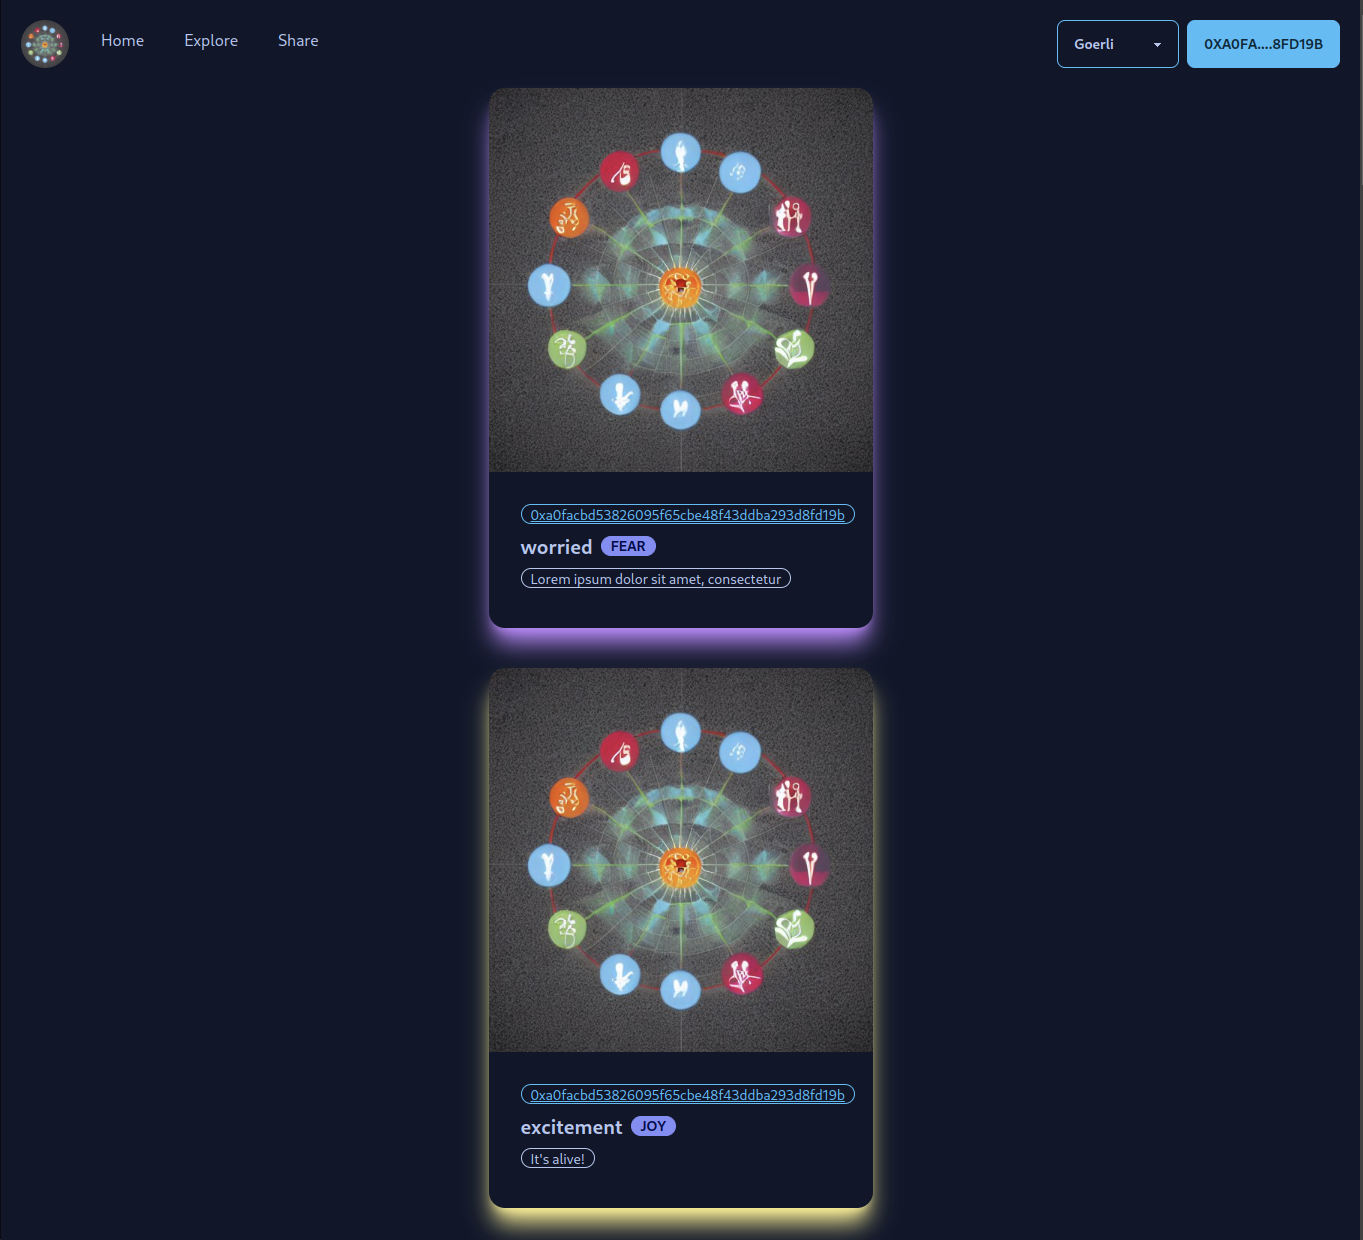 Home Explore Share Goerli 0XA0FA....8FD19B
0xa0facbd53826095f65cbe48f43ddba293d8fd19b
worried FEAR
Lorem ipsum dolor sit amet, consectetur
0xa0facbd53826095f65cbe48f43ddba293d8fd19b
excitement JOY
It's alive!